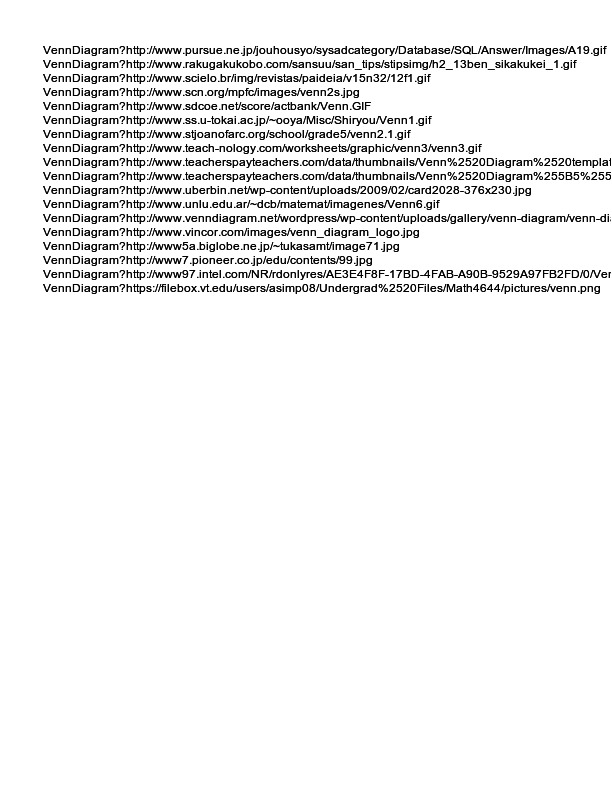 VennDiagram?http://www.pursue.ne.jp/jouhousyo/sysadcategory/Database/SQL/Answer/Images/A19.gif
VennDiagram?http://www.rakugakukobo.com/sansuu/san_tips/stipsimg/h2_13ben_sikakukei_1.gif
VennDiagram?http://www.scielo.br/img/revistas/paideia/v15n32/12f1.gif
VennDiagram?http://www.scn.org/mpfc/images/venn2s.jpg
VennDiagram?http://www.sdcoe.net/score/actbank/Venn.GIF
VennDiagram?http://www.ss.u-tokai.ac.jp/~ooya/Misc/Shiryou/Venn1.gif
VennDiagram?http://www.stjoanofarc.org/school/grade5/venn2.1.gif
VennDiagram?http://www.teach-nology.com/worksheets/graphic/venn3/venn3.gif
VennDiagram?http://www.teacherspayteachers.com/data/thumbnails/Venn%2520Diagram%2520templat
VennDiagram?http://www.teacherspayteachers.com/data/thumbnails/Venn%2520Diagram%255B5%255
VennDiagram?http://www.uberbin.net/wp-content/uploads/2009/02/card2028-376x230.jpg
VennDiagram?http://www.unlu.edu.ar/~dcb/matemat/imagenes/Venn6.gif
VennDiagram?http://www.venndiagram.net/wordpress/wp-content/uploads/gallery/venn-diagram/venn-dia
VennDiagram?http://www.vincor.com/images/venn_diagram_logo.jpg
VennDiagram?http://www5a.biglobe.ne.jp/~tukasamt/image71.jpg
VennDiagram?http://www7.pioneer.co.jp/edu/contents/99.jpg
VennDiagram?http://www97.intel.com/NR/rdonlyres/AE3E4F8F-17BD-4FAB-A90B-9529A97FB2FD/0/Ven
VennDiagram?https://filebox.vt.edu/users/asimp08/Undergrad%2520Files/Math4644/pictures/venn.png